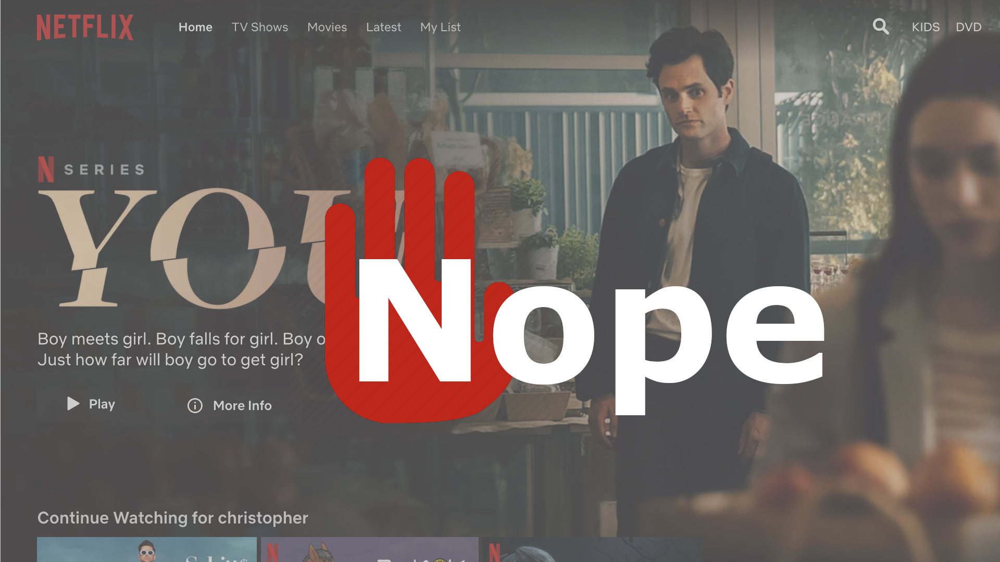 NETFLIX Home TV Shows Movies Latest My List KIDS DVD
N SERIES
YOU
Nope
Boy meets girl. Boy falls for girl. Boy
Just how far will boy go to get girl?
Play More Info
Continue Watching for christopher
N N